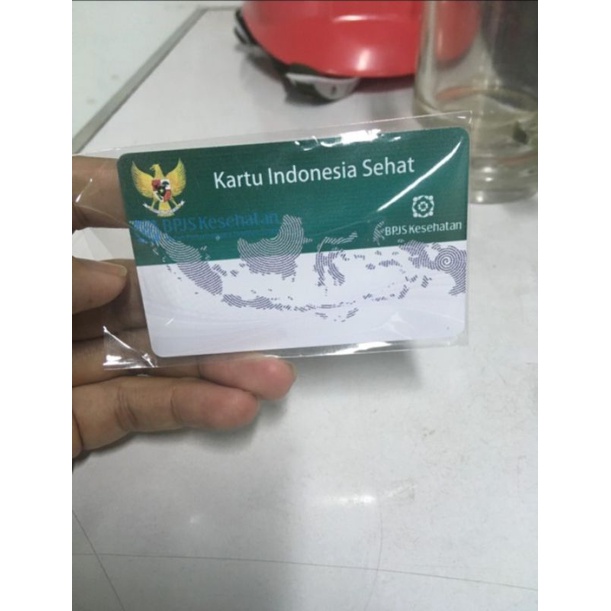 Kartu Indonesia Sehat
BPJS Kesehatan
BPJS Kesehatan